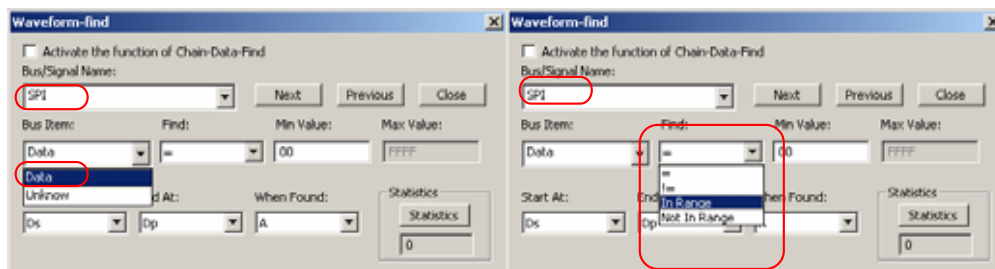 Waveform-find
Activate the function of Chain-Data-Find
Bus/Signal Name:
SPI
Next
Previous
Close
Bus Item:
Find:
Min Value:
Max Value:
Data
=
00
FFFF
Data
Unknow
d At:
When Found:
Statistics
Ds
Dp
A
Statistics
0
Waveform-find
Activate the function of Chain-Data-Find
Bus/Signal Name:
SPI
Next
Previous
Close
Bus Item:
Find:
Min Value:
Max Value:
Data
=
00
FFFF
=
!=
In Range
Not In Range
Start At:
End
hen Found:
Statistics
Ds
Dp
Statistics
0